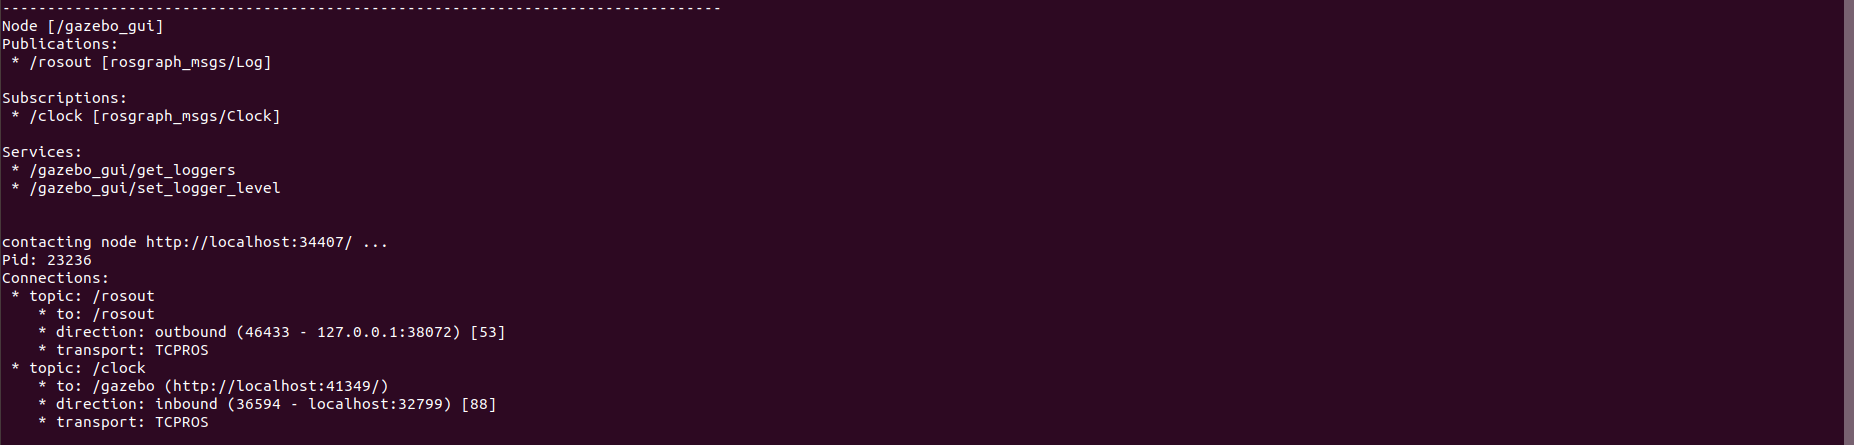 --------------------------------------------------------------------------------
Node [/gazebo_gui]
Publications:
 * /rosout [rosgraph_msgs/Log]

Subscriptions:
 * /clock [rosgraph_msgs/Clock]

Services:
 * /gazebo_gui/get_loggers
 * /gazebo_gui/set_logger_level


contacting node http://localhost:34407/ ...
Pid: 23236
Connections:
 * topic: /rosout
    * to: /rosout
    * direction: outbound (46433 - 127.0.0.1:38072) [53]
    * transport: TCPROS
 * topic: /clock
    * to: /gazebo (http://localhost:41349/)
    * direction: inbound (36594 - localhost:32799) [88]
    * transport: TCPROS